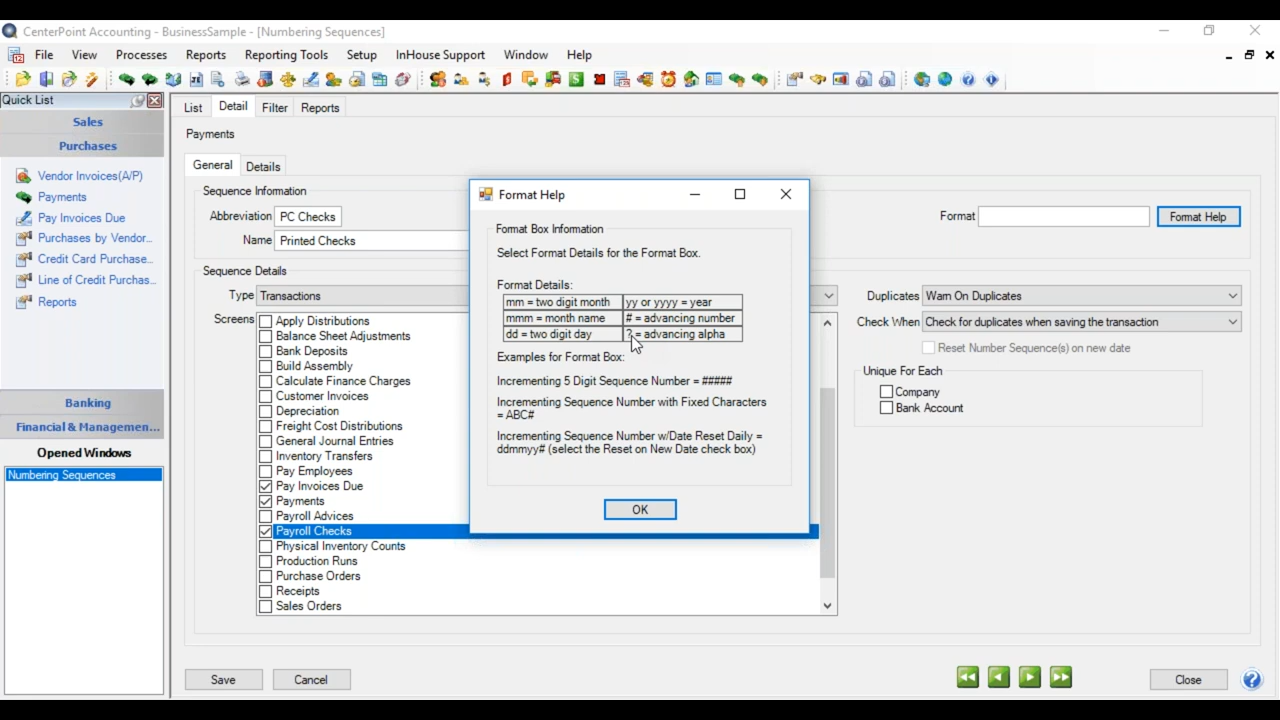 CenterPoint Accounting - BusinessSample - [Numbering Sequences]
File View Processes Reports Reporting Tools Setup InHouse Support Window Help
Quick List
Sales
Purchases
Vendor Invoices(A/P)
Payments
Pay Invoices Due
Purchases by Vendor...
Credit Card Purchase...
Line of Credit Purchas...
Reports
Banking
Financial & Managemen...
Opened Windows
Numbering Sequences
List Detail Filter Reports
Payments
General Details
Sequence Information
Abbreviation PC Checks
Name Printed Checks
Format Format Help
Sequence Details
Type Transactions
Screens
Apply Distributions
Balance Sheet Adjustments
Bank Deposits
Build Assembly
Calculate Finance Charges
Customer Invoices
Depreciation
Freight Cost Distributions
General Journal Entries
Inventory Transfers
Pay Employees
Pay Invoices Due
Payments
Payroll Advices
Payroll Checks
Physical Inventory Counts
Production Runs
Purchase Orders
Receipts
Sales Orders
Duplicates Warn On Duplicates
Check When Check for duplicates when saving the transaction
Reset Number Sequence(s) on new date
Unique For Each
Company
Bank Account
Format Help
Format Box Information
Select Format Details for the Format Box.
Format Details:
mm = two digit month yy or yyyy = year
mmm = month name # = advancing number
dd = two digit day ? = advancing alpha
Examples for Format Box:
Incrementing 5 Digit Sequence Number = #####
Incrementing Sequence Number with Fixed Characters
= ABC#
Incrementing Sequence Number w/Date Reset Daily =
ddmmyy# (select the Reset on New Date check box)
OK
Save Cancel Close